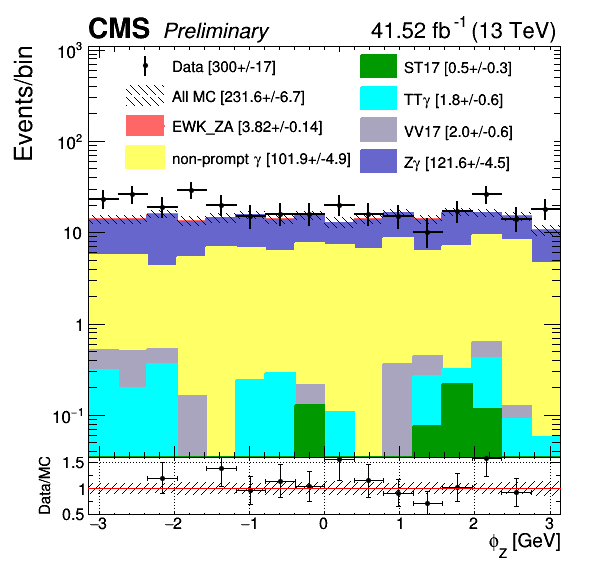 CMS Preliminary 41.52 fb⁻¹ (13 TeV)
Events/bin
10³
10²
10
1
10⁻¹
Data [300+/-17]
All MC [231.6+/-6.7]
EWK_ZA [3.82+/-0.14]
non-prompt γ [101.9+/-4.9]
ST17 [0.5+/-0.3]
TTγ [1.8+/-0.6]
VV17 [2.0+/-0.6]
Zγ [121.6+/-4.5]
Data/MC
1.5
1
0.5
−3 −2 −1 0 1 2 3
ϕ_Z [GeV]